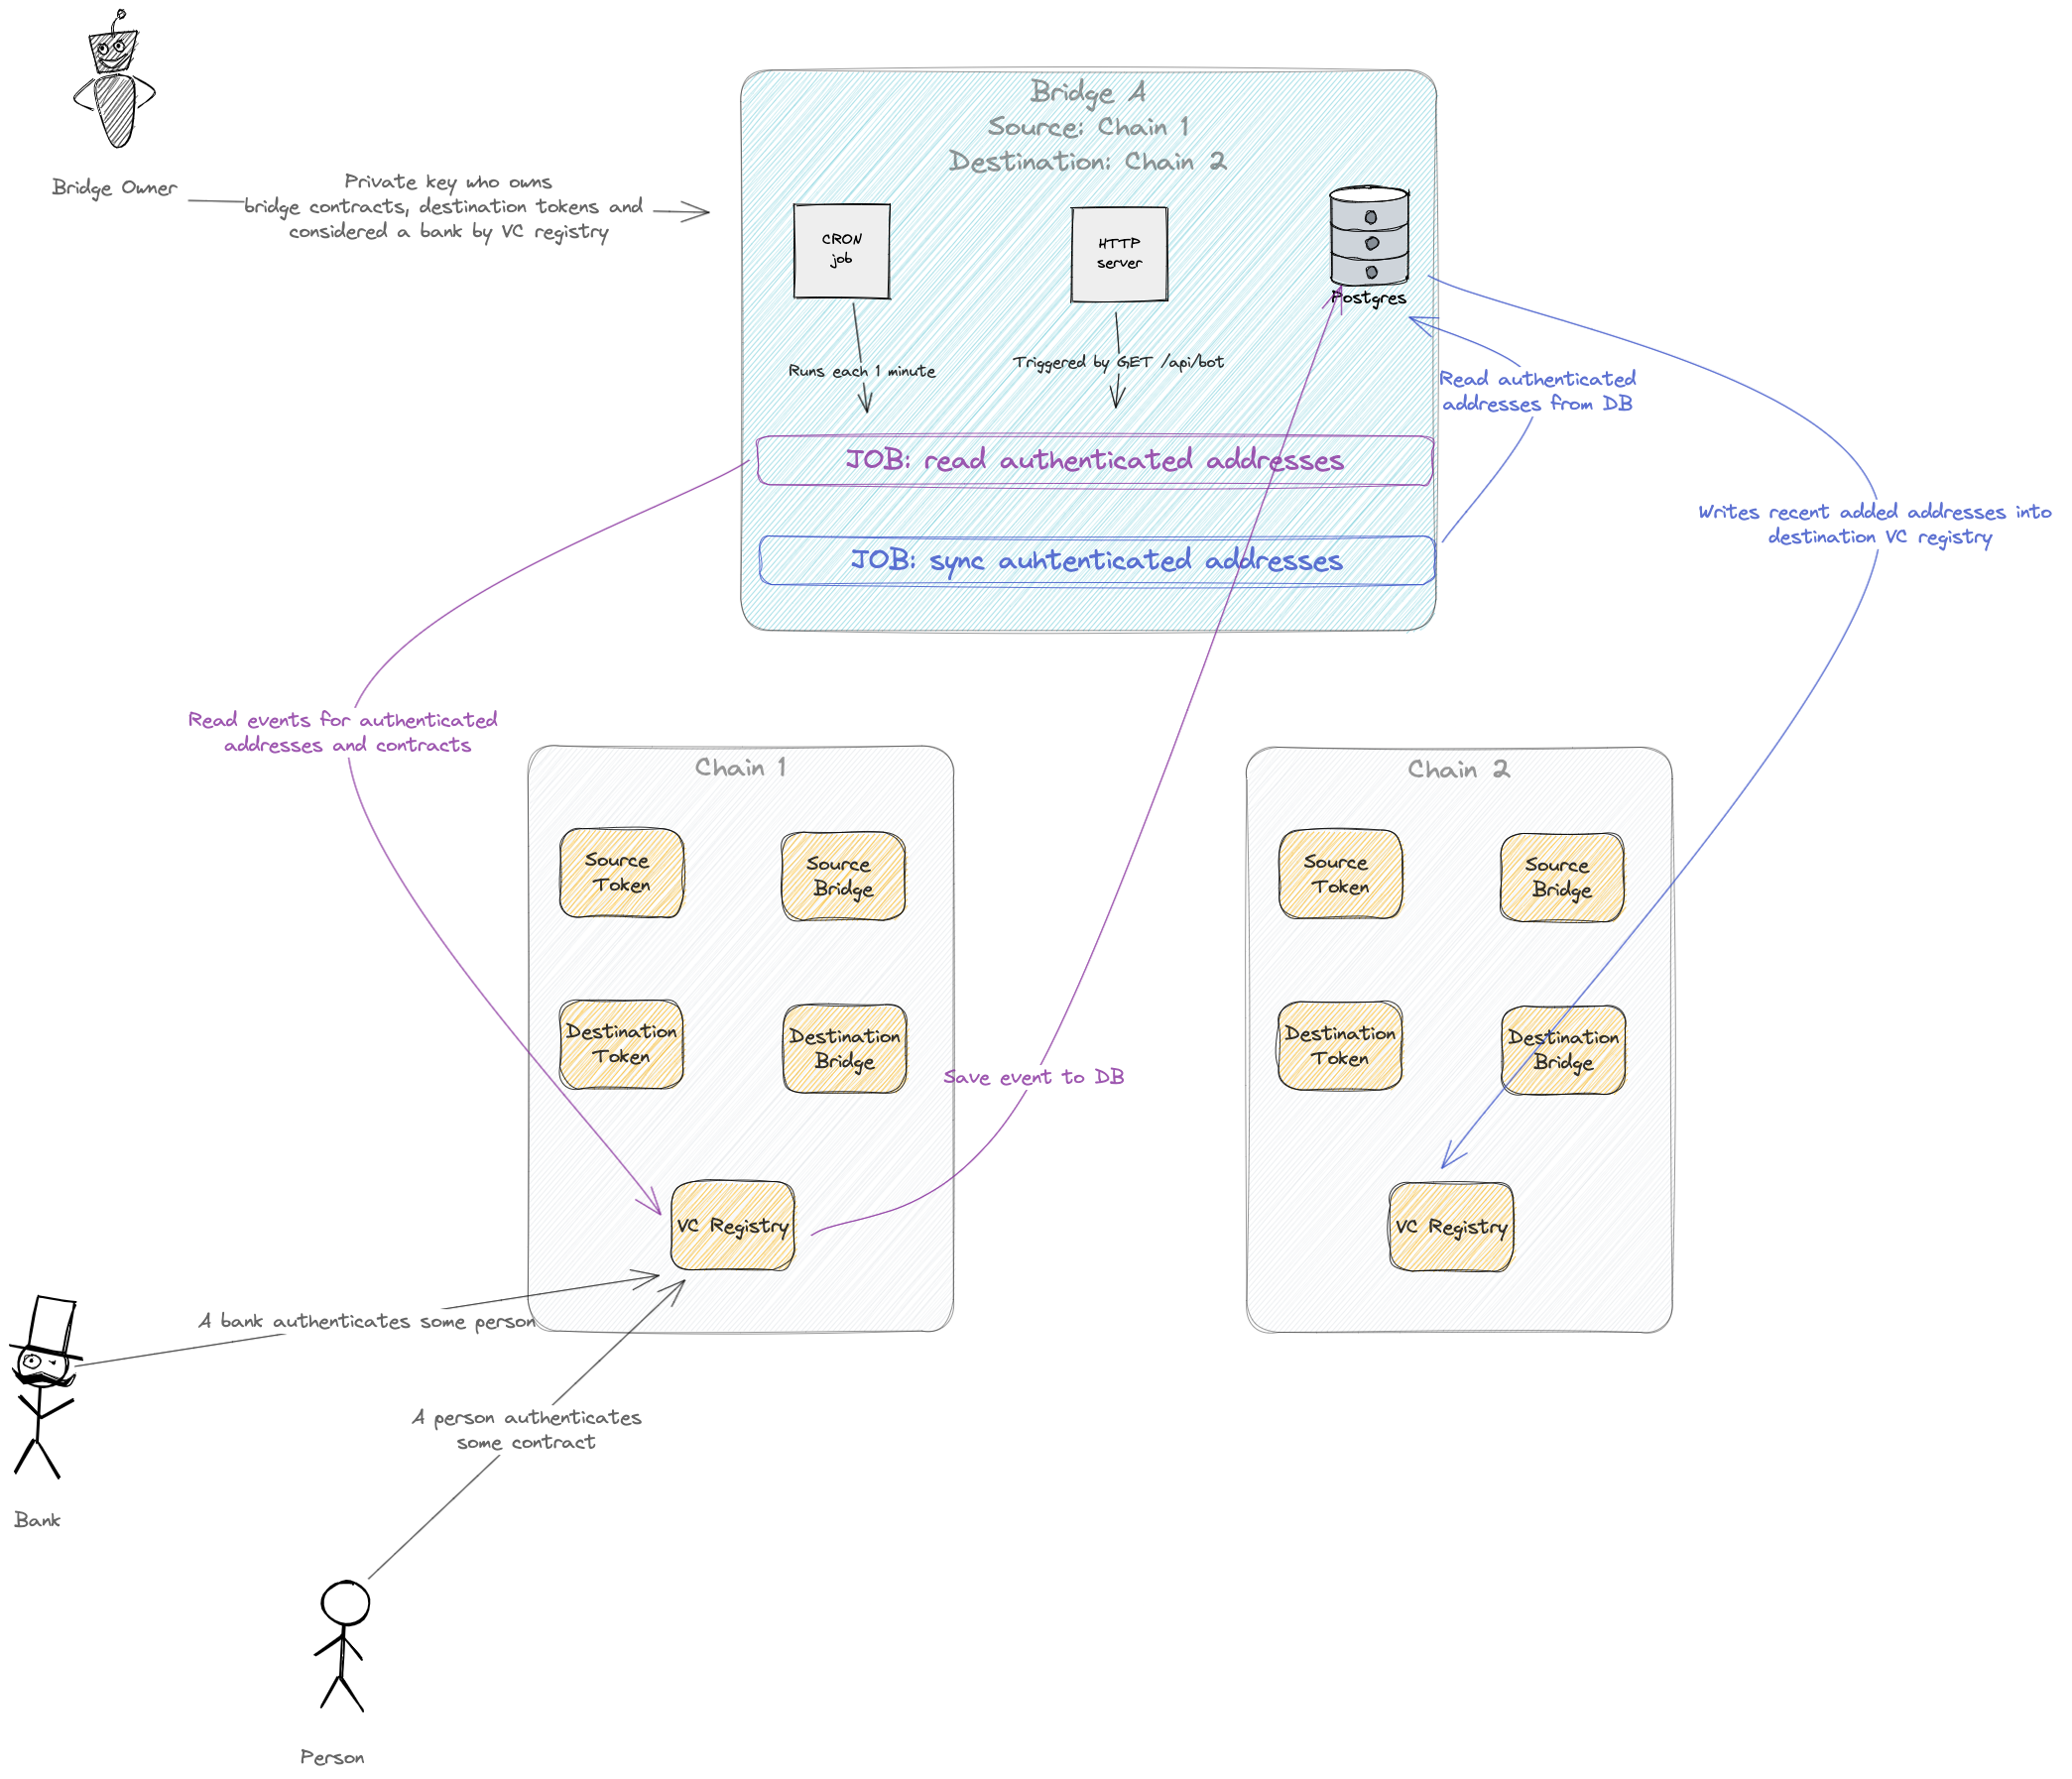 Bridge Owner
Private key who owns
bridge contracts, destination tokens and
considered a bank by VC registry
Bridge A
Source: Chain 1
Destination: Chain 2
CRON
job
HTTP
server
Postgres
Runs each 1 minute
Triggered by GET /api/bot
Read authenticated
addresses from DB
JOB: read authenticated addresses
JOB: sync auhtenticated addresses
Writes recent added addresses into
destination VC registry
Read events for authenticated
addresses and contracts
Chain 1
Source
Token
Source
Bridge
Destination
Token
Destination
Bridge
VC Registry
Save event to DB
Chain 2
Source
Token
Source
Bridge
Destination
Token
Destination
Bridge
VC Registry
A bank authenticates some person
A person authenticates
some contract
Bank
Person